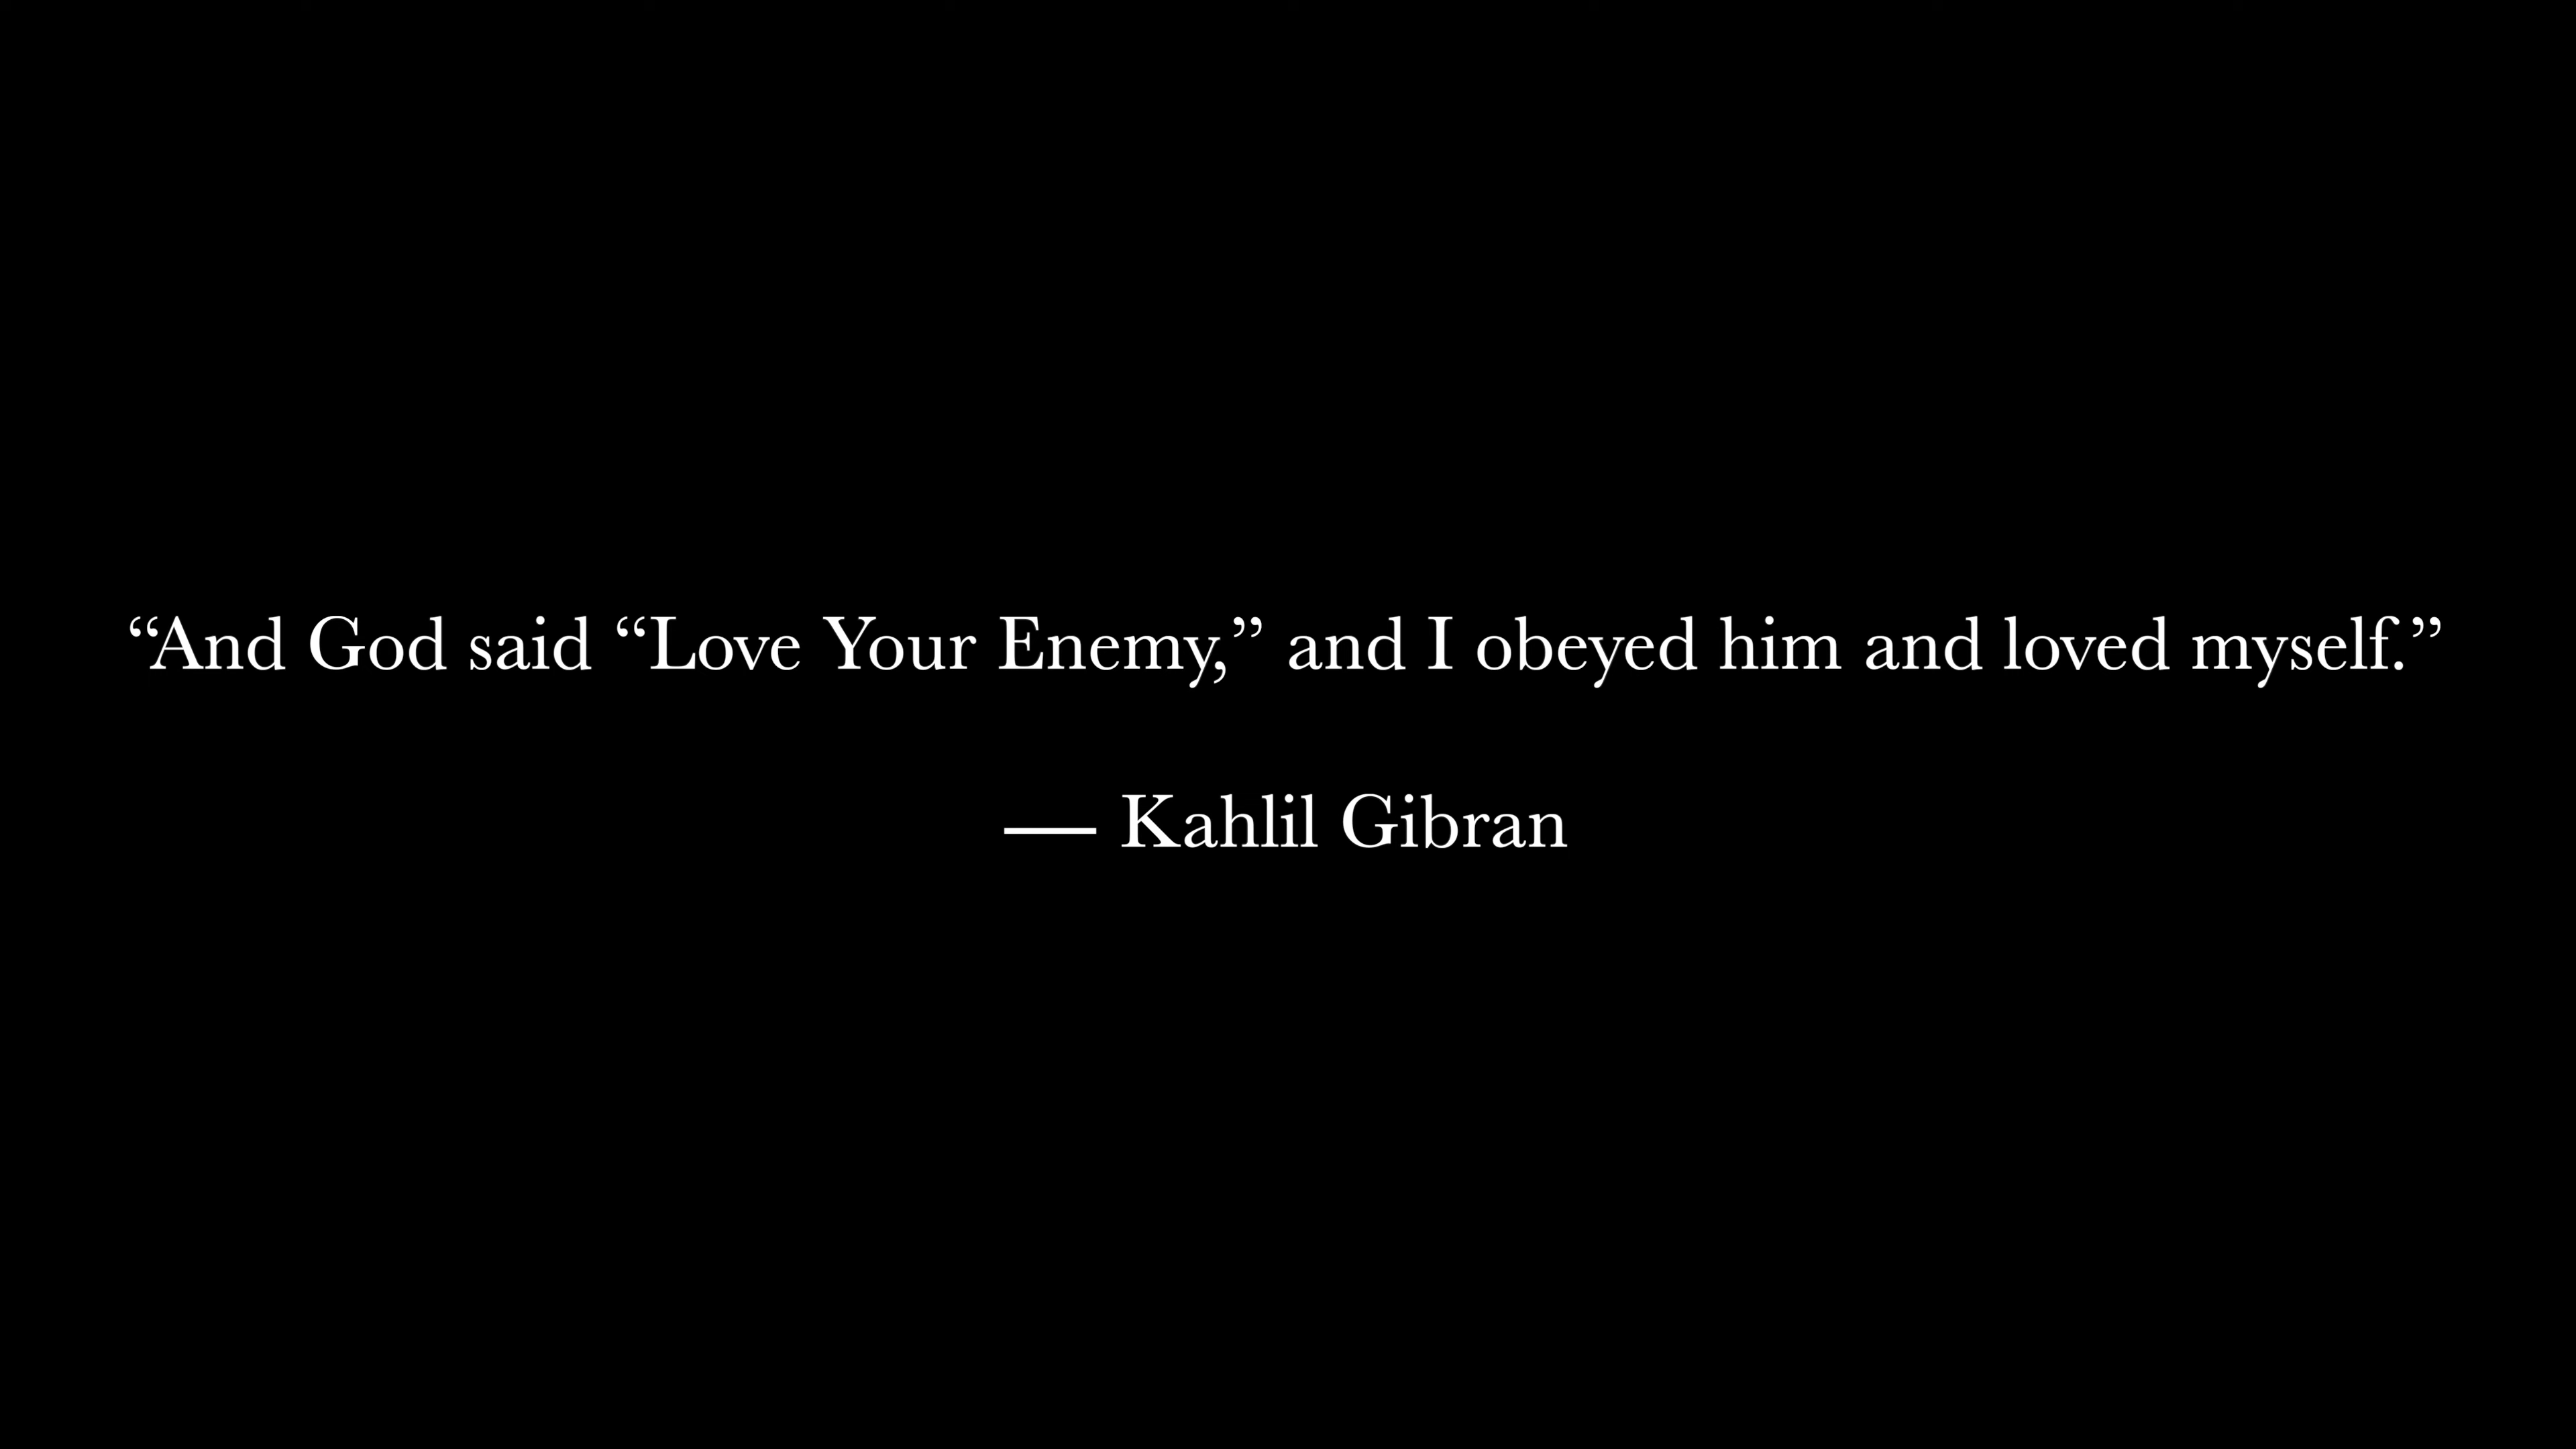 “And God said “Love Your Enemy,” and I obeyed him and loved myself.”
— Kahlil Gibran